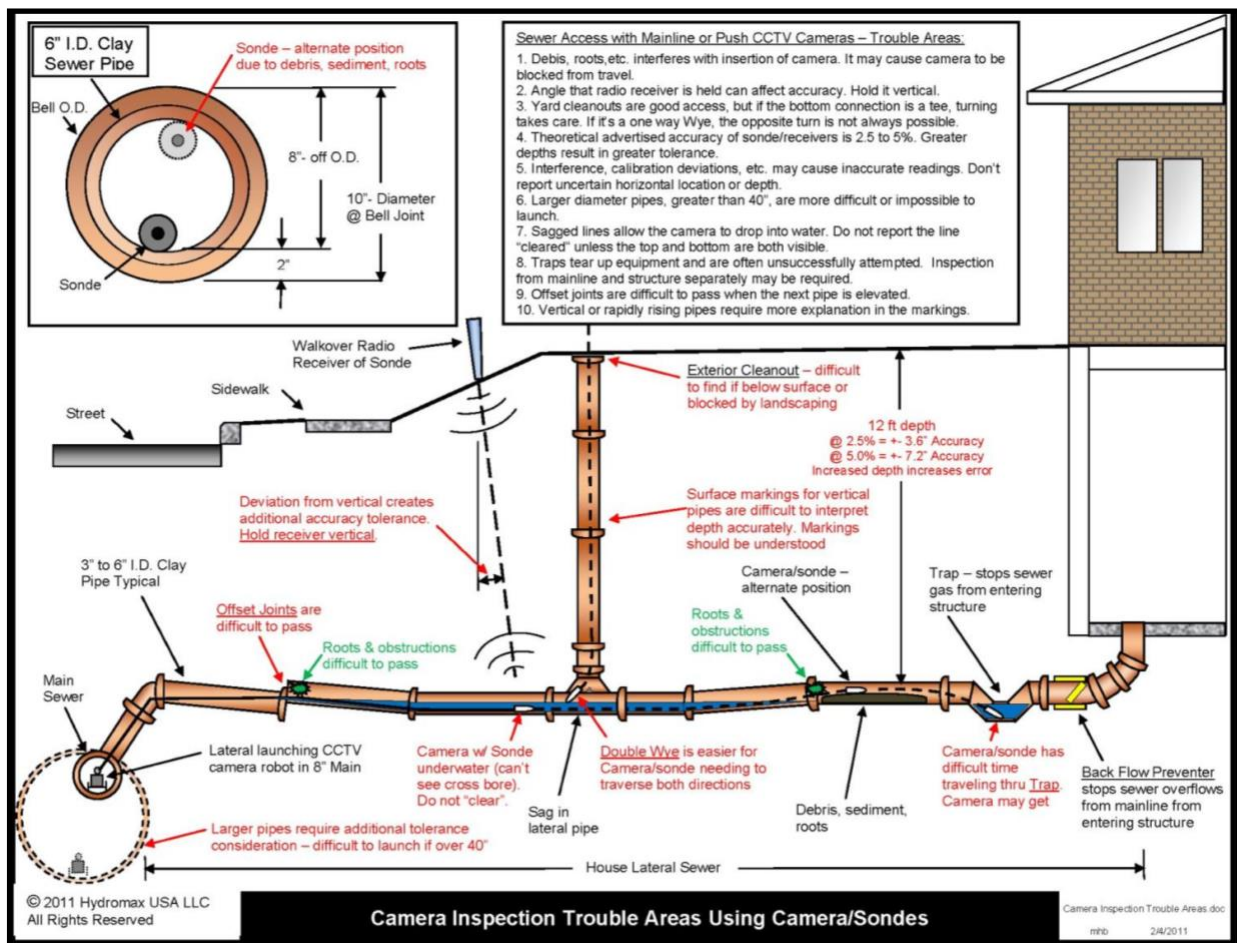 6" I.D. Clay
Sewer Pipe
Bell O.D.
Sonde – alternate position
due to debris, sediment, roots
8"- off O.D.
10"- Diameter
@ Bell Joint
2"
Sonde
Sewer Access with Mainline or Push CCTV Cameras – Trouble Areas:
1. Debis, roots,etc. interferes with insertion of camera. It may cause camera to be
blocked from travel.
2. Angle that radio receiver is held can affect accuracy. Hold it vertical.
3. Yard cleanouts are good access, but if the bottom connection is a tee, turning
takes care. If it's a one way Wye, the opposite turn is not always possible.
4. Theoretical advertised accuracy of sonde/receivers is 2.5 to 5%. Greater
depths result in greater tolerance.
5. Interference, calibration deviations, etc. may cause inaccurate readings. Don't
report uncertain horizontal location or depth.
6. Larger diameter pipes, greater than 40", are more difficult or impossible to
launch.
7. Sagged lines allow the camera to drop into water. Do not report the line
"cleared" unless the top and bottom are both visible.
8. Traps tear up equipment and are often unsuccessfully attempted. Inspection
from mainline and structure separately may be required.
9. Offset joints are difficult to pass when the next pipe is elevated.
10. Vertical or rapidly rising pipes require more explanation in the markings.
Walkover Radio
Receiver of Sonde
Sidewalk
Street
Exterior Cleanout – difficult
to find if below surface or
blocked by landscaping
12 ft depth
@ 2.5% = +- 3.6" Accuracy
@ 5.0% = +- 7.2" Accuracy
Increased depth increases error
Deviation from vertical creates
additional accuracy tolerance.
Hold receiver vertical.
Surface markings for vertical
pipes are difficult to interpret
depth accurately. Markings
should be understood
3" to 6" I.D. Clay
Pipe Typical
Camera/sonde –
alternate position
Trap – stops sewer
gas from entering
structure
Offset Joints are
difficult to pass
Roots & obstructions
difficult to pass
Roots &
obstructions
difficult to pass
Main
Sewer
Lateral launching CCTV
camera robot in 8" Main
Camera w/ Sonde
underwater (can't
see cross bore).
Do not "clear".
Sag in
lateral pipe
Double Wye is easier for
Camera/sonde needing to
traverse both directions
Debris, sediment,
roots
Camera/sonde has
difficult time
traveling thru Trap.
Camera may get
Back Flow Preventer
stops sewer overflows
from mainline from
entering structure
Larger pipes require additional tolerance
consideration – difficult to launch if over 40"
House Lateral Sewer
© 2011 Hydromax USA LLC
All Rights Reserved
Camera Inspection Trouble Areas Using Camera/Sondes
Camera Inspection Trouble Areas.doc
mhb 2/4/2011